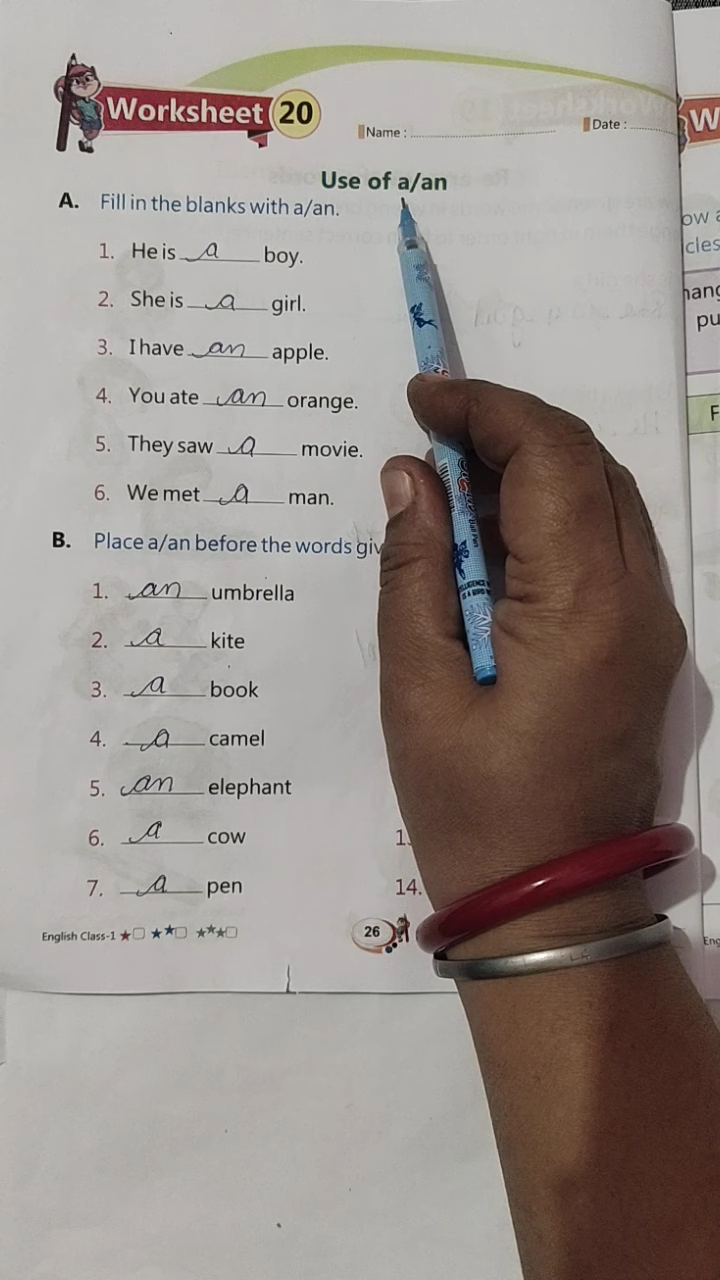 Worksheet 20
Name : Date :
Use of a/an
A. Fill in the blanks with a/an.
1. He is a boy.
2. She is a girl.
3. I have an apple.
4. You ate an orange.
5. They saw a movie.
6. We met a man.
B. Place a/an before the words
1. an umbrella
2. a kite
3. a book
4. a camel
5. an elephant
6. a cow
7. a pen 14.
English Class-1 26